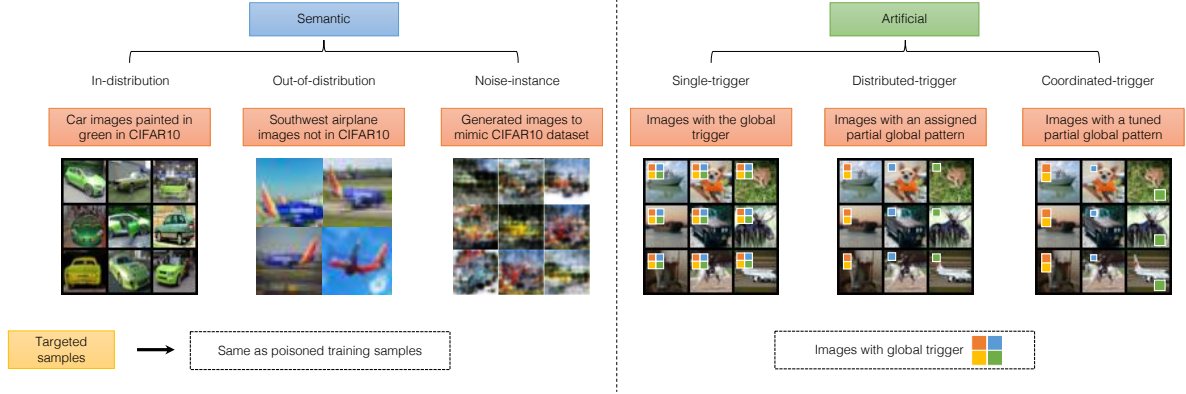 Semantic
Artificial
In-distribution
Out-of-distribution
Noise-instance
Single-trigger
Distributed-trigger
Coordinated-trigger
Car images painted in
green in CIFAR10
Southwest airplane
images not in CIFAR10
Generated images to
mimic CIFAR10 dataset
Images with the global
trigger
Images with an assigned
partial global pattern
Images with a tuned
partial global pattern
Targeted
samples
Same as poisoned training samples
Images with global trigger